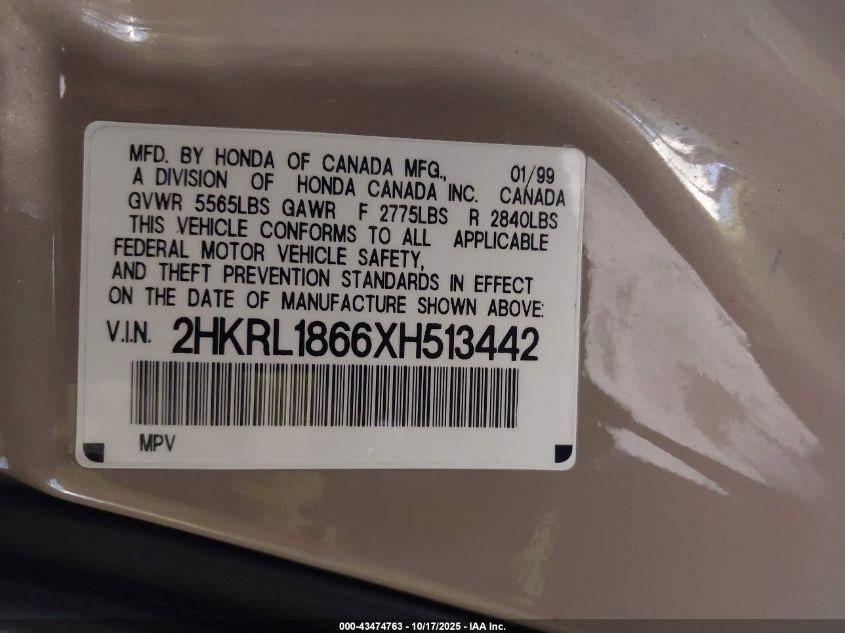 MFD. BY HONDA OF CANADA MFG., 01/99
A DIVISION OF HONDA CANADA INC. CANADA
GVWR 5565LBS GAWR F 2775LBS R 2840LBS
THIS VEHICLE CONFORMS TO ALL APPLICABLE
FEDERAL MOTOR VEHICLE SAFETY,
AND THEFT PREVENTION STANDARDS IN EFFECT
ON THE DATE OF MANUFACTURE SHOWN ABOVE:
V.I.N. 2HKRL1866XH513442
MPV
000-43474763 - 10/17/2025 - IAA Inc.